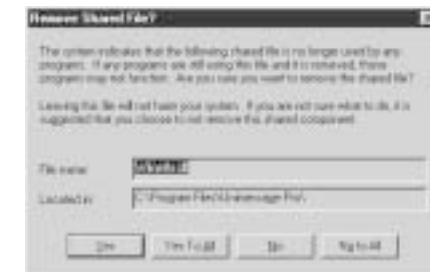 Remove Shared File?
The system indicates that the following shared file is no longer used by any
programs. If any programs are still using this file and it is removed, those
programs may not function. Are you sure you want to remove the shared file?
Leaving this file will not harm your system. If you are not sure what to do, it is
suggested that you choose to not remove this shared component.
File name:
Located in:
C:\Program Files\
Yes
Yes To All
No
No to All